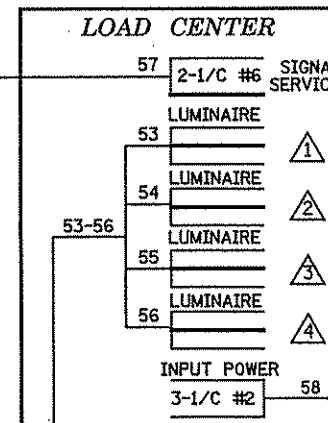 LOAD CENTER
57 2-1/C #6 SIGNA
SERVIC
LUMINAIRE
53 1
LUMINAIRE
54 2
53-56
LUMINAIRE
55 3
LUMINAIRE
56 4
INPUT POWER
3-1/C #2 58